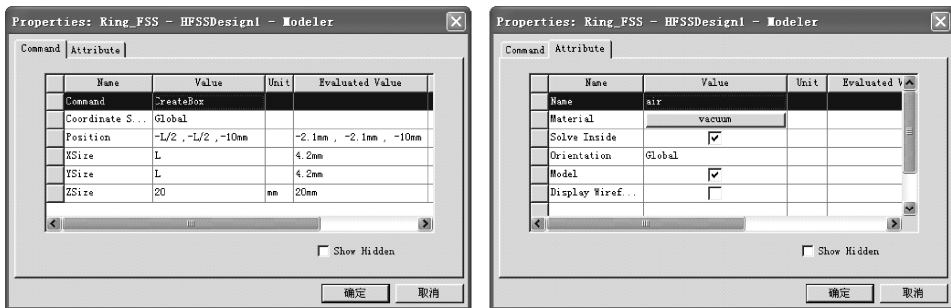 Properties: Ring_FSS - HFSSDesign1 - Modeler
Command Attribute
Name Value Unit Evaluated Value
Command CreateBox
Coordinate S... Global
Position -L/2 ,-L/2 ,-10mm -2.1mm , -2.1mm , -10mm
XSize L 4.2mm
YSize L 4.2mm
ZSize 20 mm 20mm
Show Hidden
确定 取消
Properties: Ring_FSS - HFSSDesign1 - Modeler
Command Attribute
Name Value Unit Evaluated V
Name air
Material vacuum
Solve Inside
Orientation Global
Model
Display Wiref...
Show Hidden
确定 取消